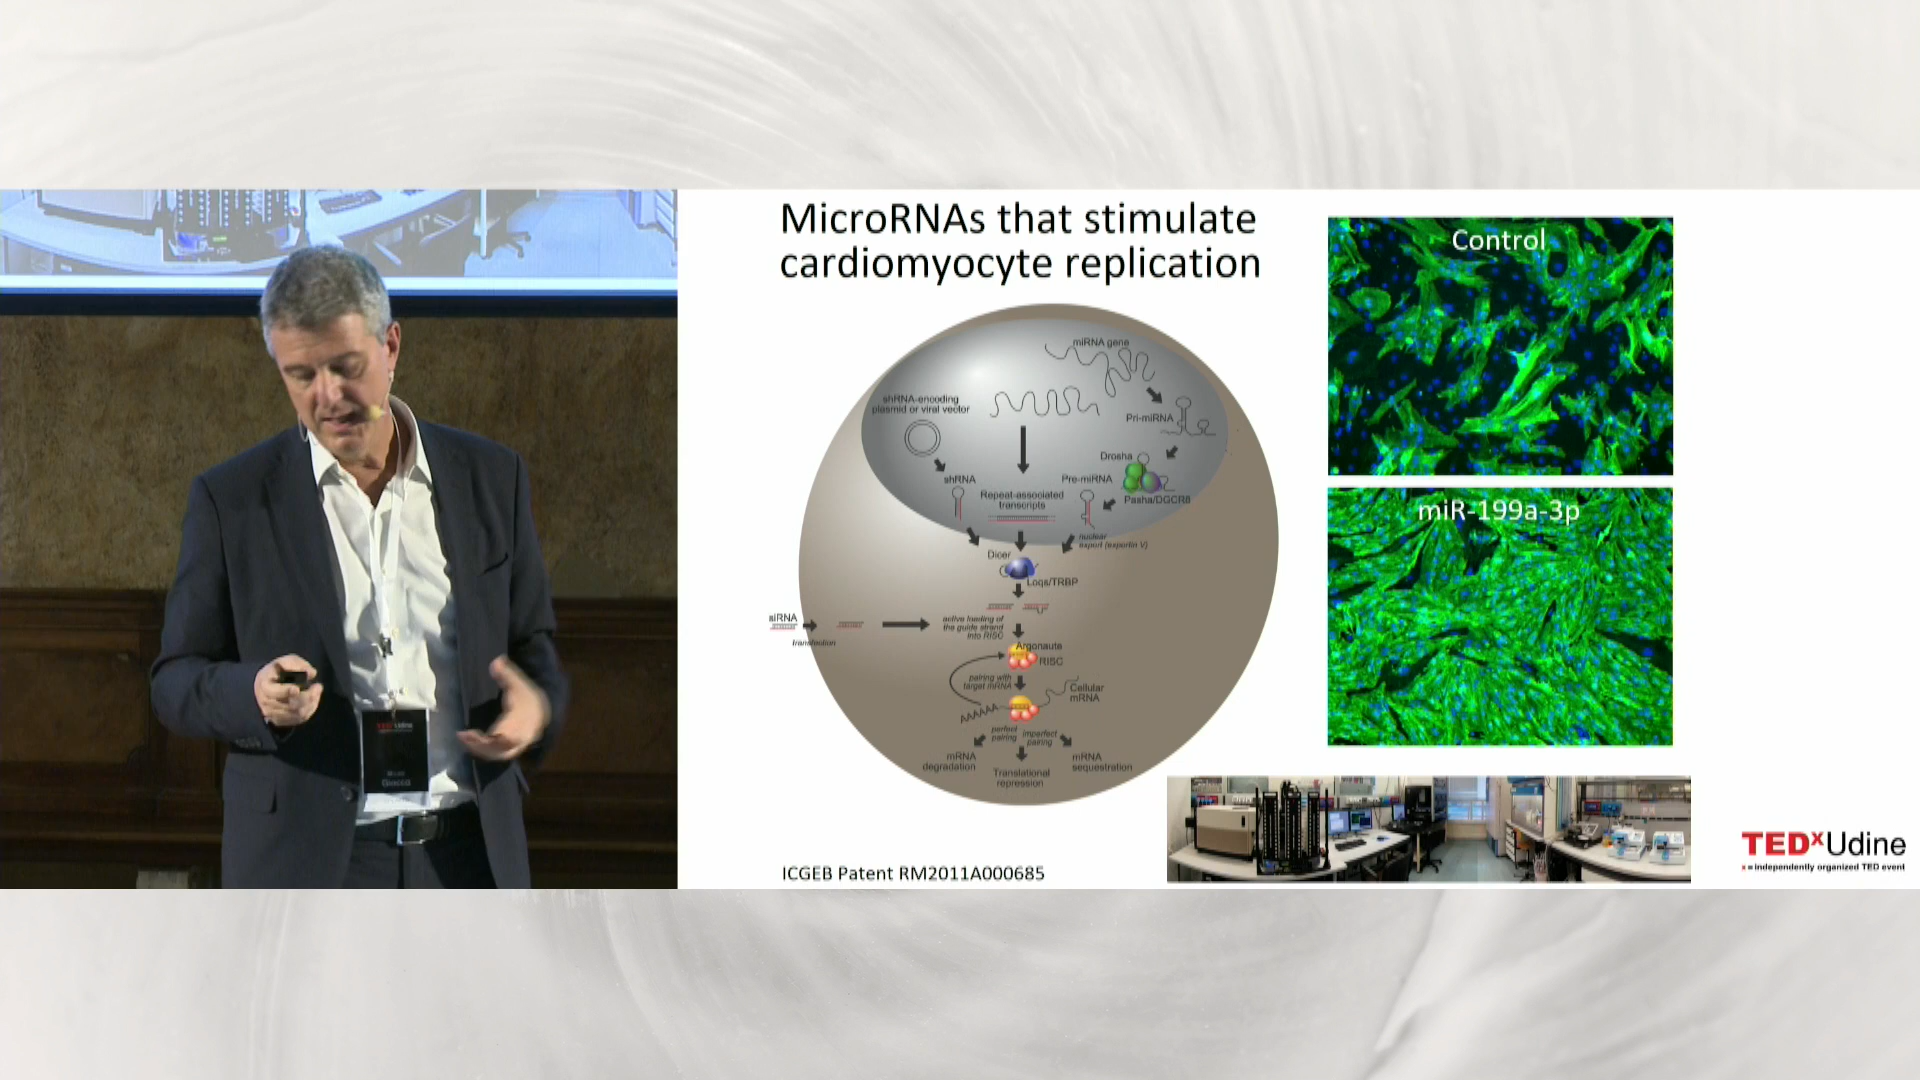 MicroRNAs that stimulate
cardiomyocyte replication
miRNA gene
shRNA-encoding
plasmid or viral vector
Pri-miRNA
Drosha
shRNA
Pre-miRNA
Pasha/DGCR8
Repeat-associated
transcripts
nuclear
export (exportin V)
Dicer
Loqs/TRBP
siRNA
transfection
active loading of
the guide strand
into RISC
Argonaute
RISC
pairing with
target mRNA
Cellular
mRNA
AAAAA
perfect
pairing
imperfect
pairing
mRNA
degradation
Translational
repression
mRNA
sequestration
Control
miR-199a-3p
ICGEB Patent RM2011A000685
TEDxUdine
x = independently organized TED event